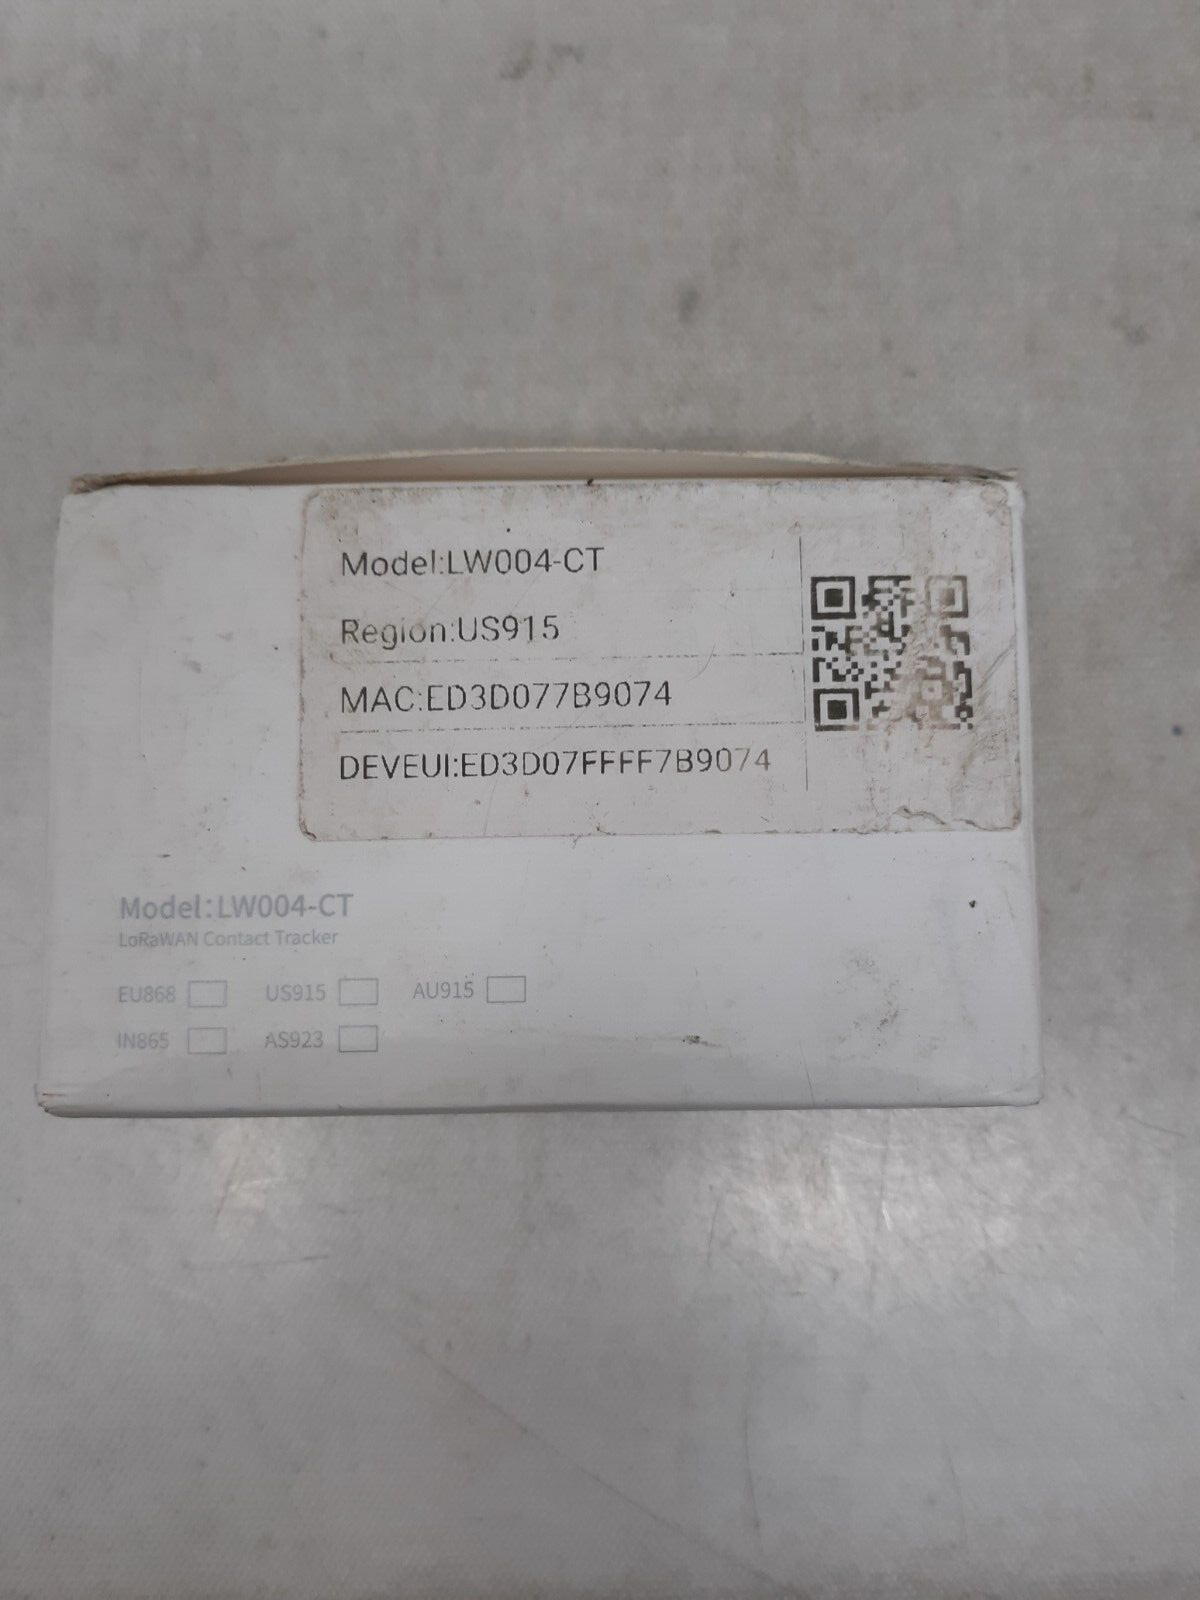 Model:LW004-CT
Region:US915
MAC:ED3D077B9074
DEVEUI:ED3D07FFFF7B9074
Model:LW004-CT
LoRaWAN Contact Tracker
EU868 US915 AU915
IN865 AS923